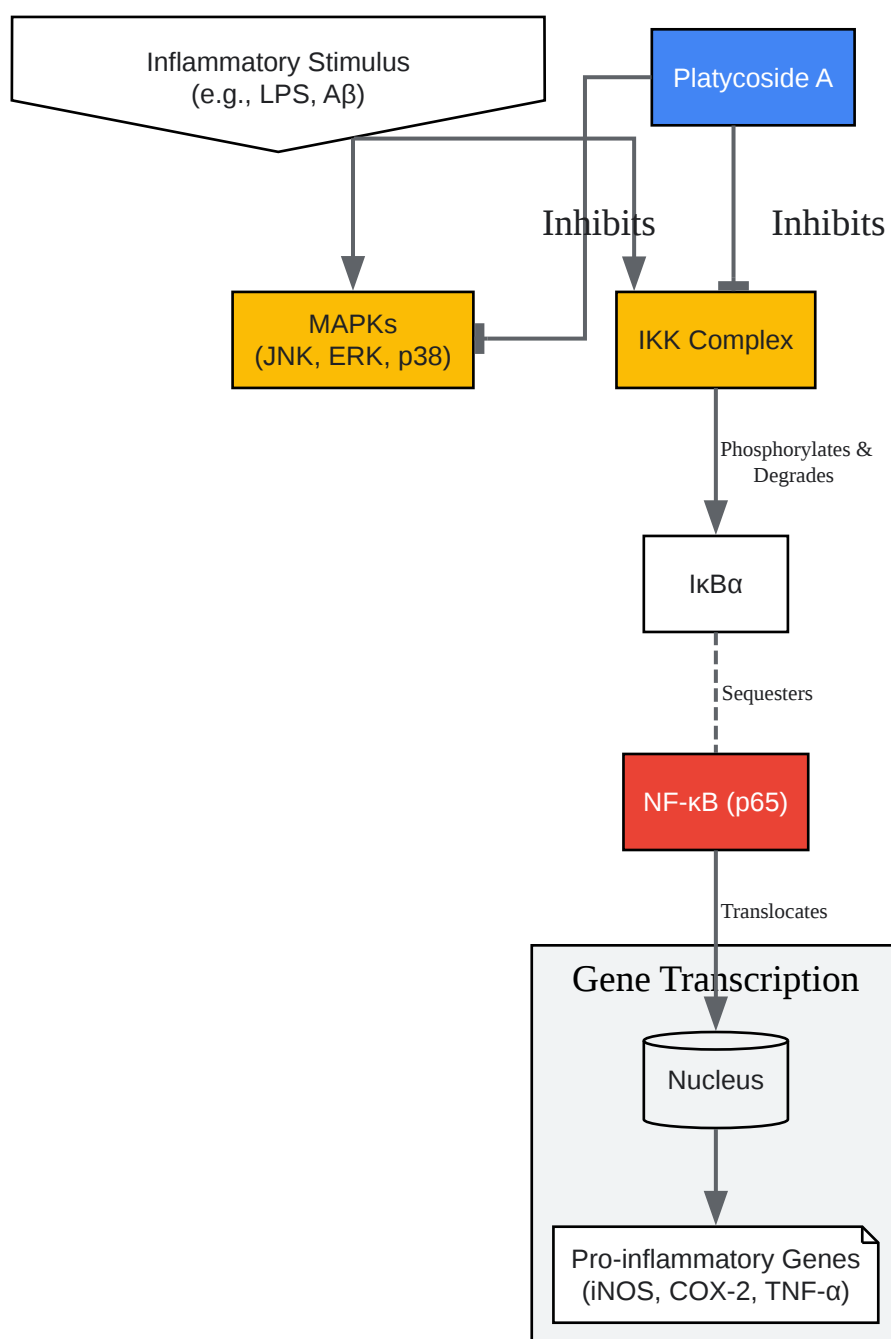 Inflammatory Stimulus
(e.g., LPS, Aβ)
Platycoside A
Inhibits
Inhibits
MAPKs
(JNK, ERK, p38)
IKK Complex
Phosphorylates &
Degrades
IκBα
Sequesters
NF-κB (p65)
Translocates
Gene Transcription
Nucleus
Pro-inflammatory Genes
(iNOS, COX-2, TNF-α)